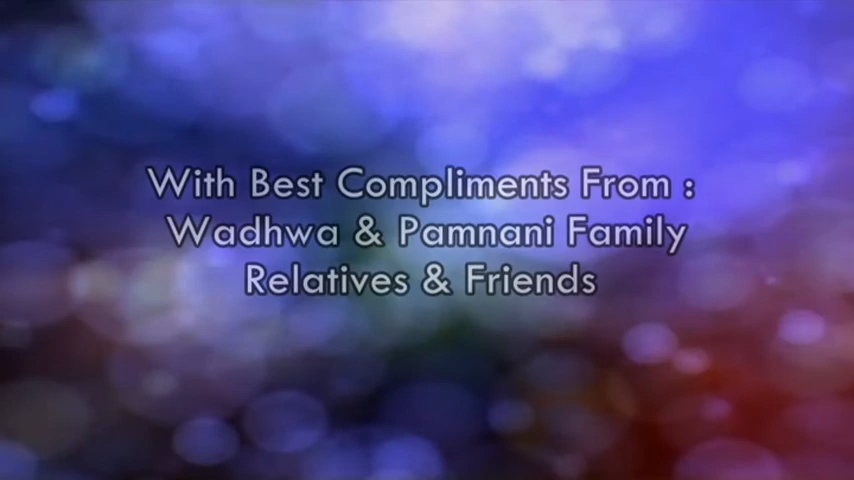 With Best Compliments From :
Wadhwa & Pamnani Family
Relatives & Friends